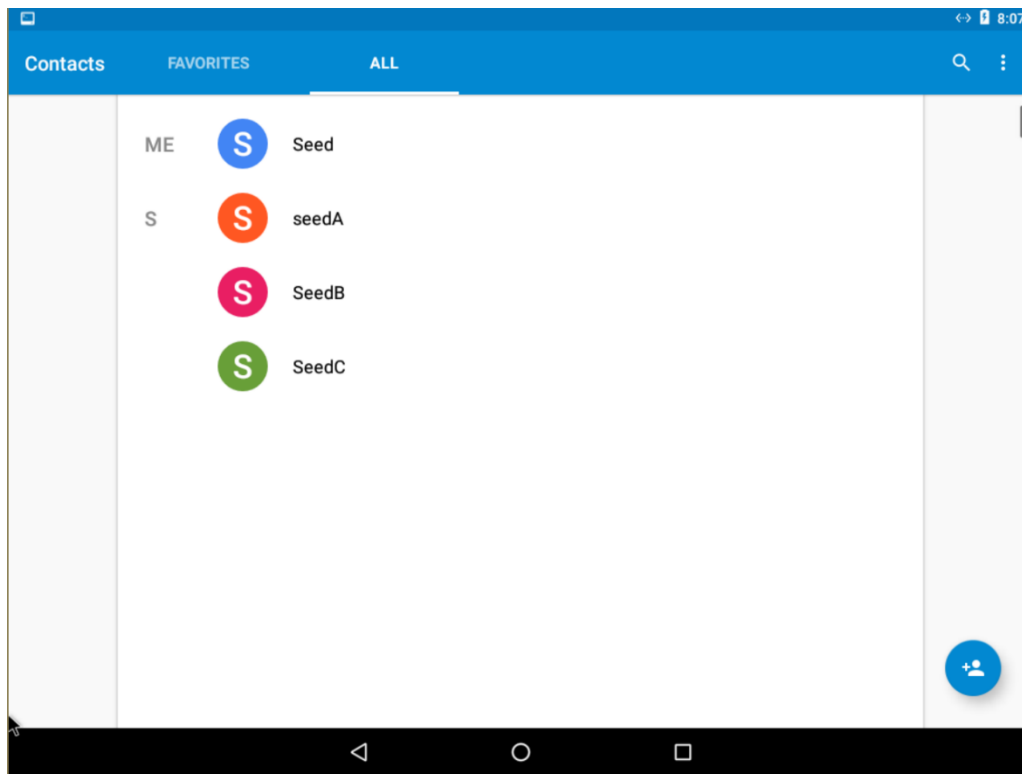 8:07
Contacts FAVORITES ALL
ME S Seed
S S seedA
S SeedB
S SeedC